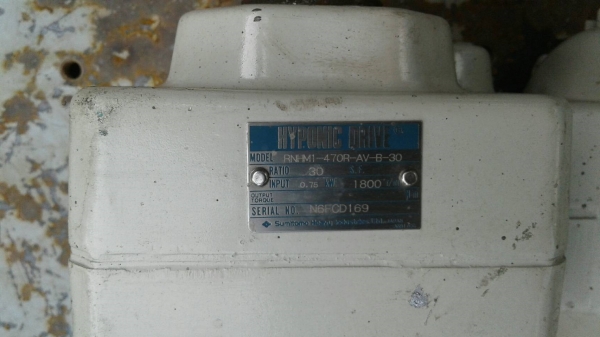 HYPONIC DRIVE
MODEL RNHM1-470R-AV-B-30
RATIO 30 S.F.
INPUT 0.75 kW 1800
OUTPUT TORQUE
SERIAL NO. N6FCD169
Sumitomo